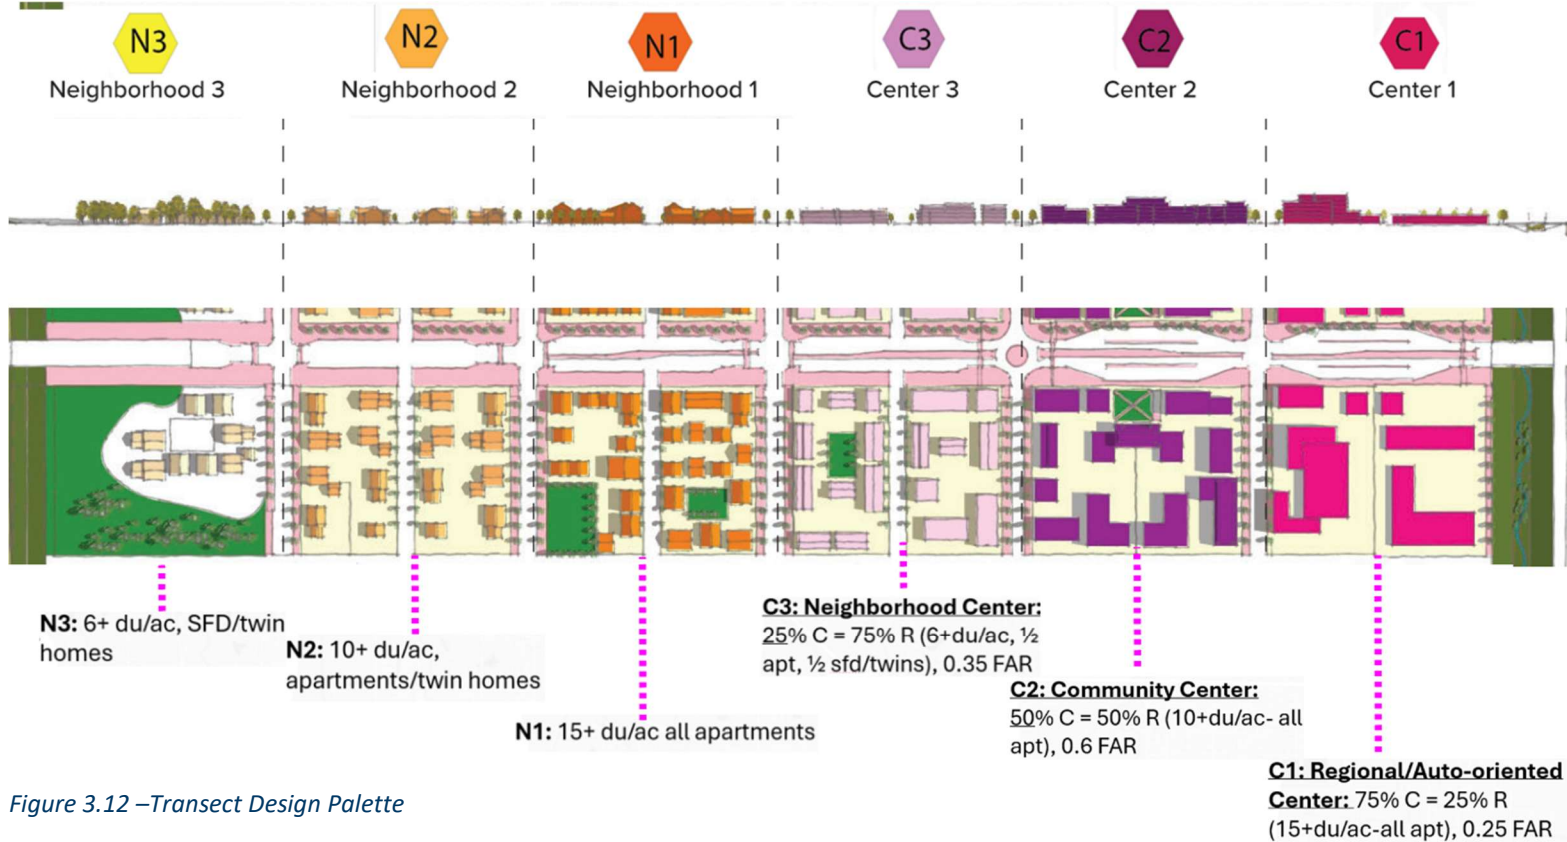 N3
N2
N1
C3
C2
C1
Neighborhood 3
Neighborhood 2
Neighborhood 1
Center 3
Center 2
Center 1
N3: 6+ du/ac, SFD/twin
homes
N2: 10+ du/ac,
apartments/twin homes
N1: 15+ du/ac all apartments
C3: Neighborhood Center:
25% C = 75% R (6+du/ac, ½
apt, ½ sfd/twins), 0.35 FAR
C2: Community Center:
50% C = 50% R (10+du/ac- all
apt), 0.6 FAR
C1: Regional/Auto-oriented
Center: 75% C = 25% R
(15+du/ac-all apt), 0.25 FAR
Figure 3.12 –Transect Design Palette